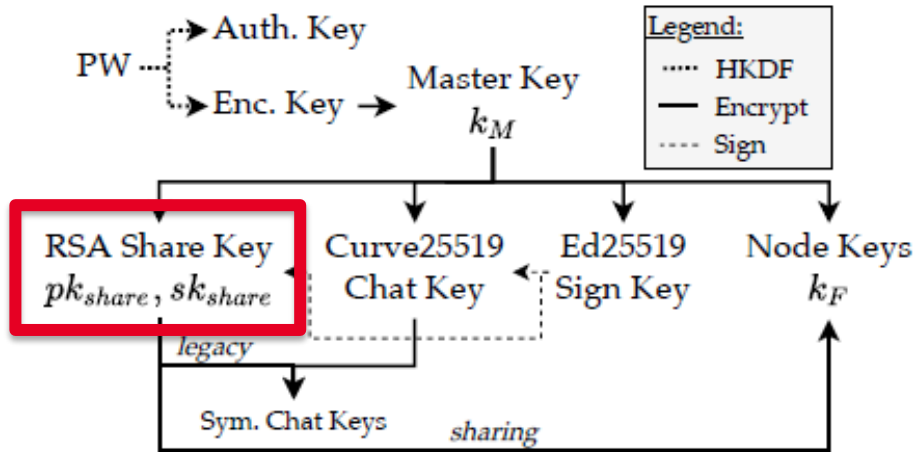 Auth. Key
PW
Enc. Key
Master Key
k_M
Legend:
HKDF
Encrypt
Sign
RSA Share Key
pk_share, sk_share
Curve25519
Chat Key
Ed25519
Sign Key
Node Keys
k_F
legacy
Sym. Chat Keys
sharing